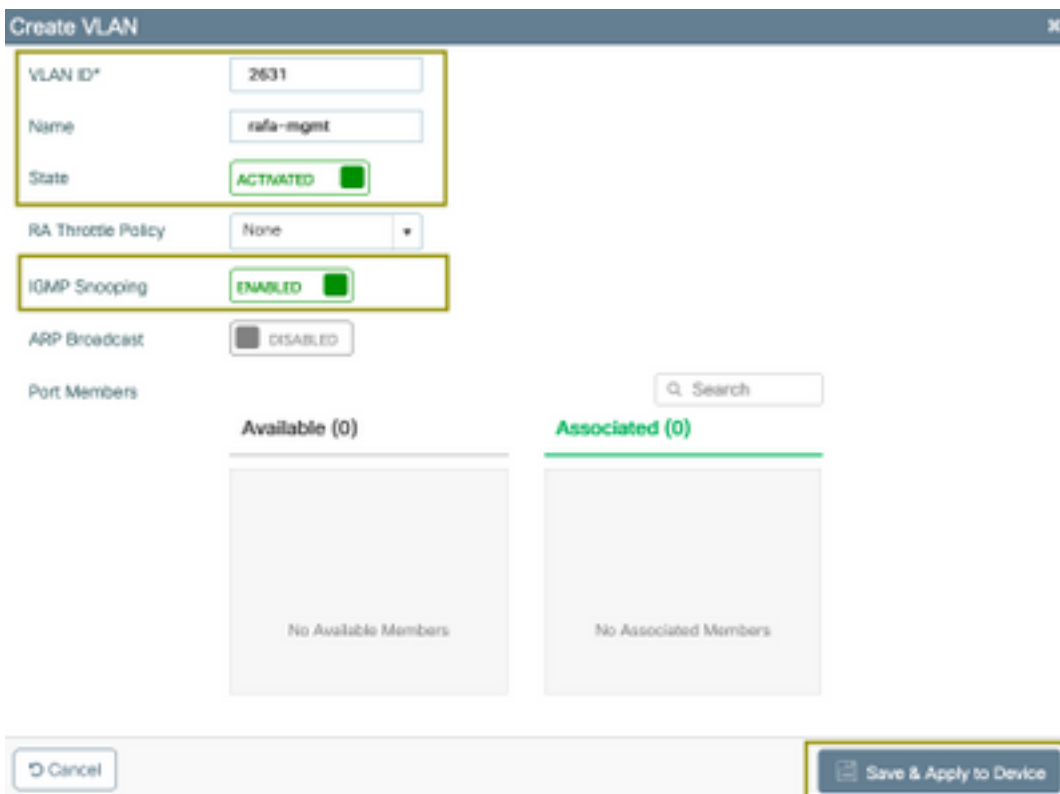 Create VLAN
VLAN ID* 2631
Name rafa-mgmt
State ACTIVATED
RA Throttle Policy None
IGMP Snooping ENABLED
ARP Broadcast DISABLED
Port Members Search
Available (0) Associated (0)
No Available Members No Associated Members
Cancel Save & Apply to Device